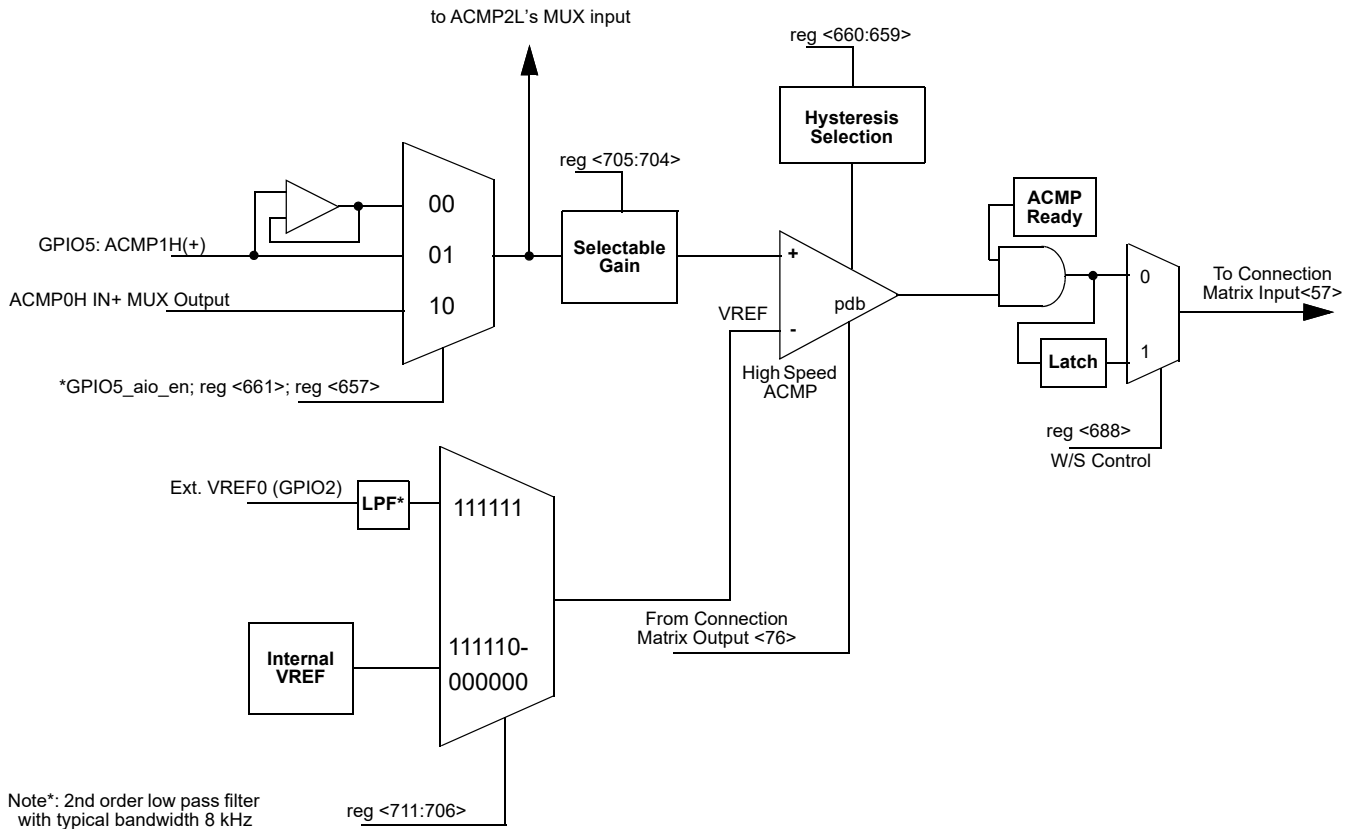 to ACMP2L's MUX input
reg <660:659>
Hysteresis
Selection
reg <705:704>
ACMP
Ready
00
GPIO5: ACMP1H(+)
01
Selectable
Gain
+
0
To Connection
Matrix Input<57>
ACMP0H IN+ MUX Output
10
VREF
pdb
-
1
Latch
*GPIO5_aio_en; reg <661>; reg <657>
High Speed
ACMP
reg <688>
W/S Control
Ext. VREF0 (GPIO2)
LPF*
111111
From Connection
Matrix Output <76>
Internal
VREF
111110-
000000
Note*: 2nd order low pass filter
with typical bandwidth 8 kHz
reg <711:706>